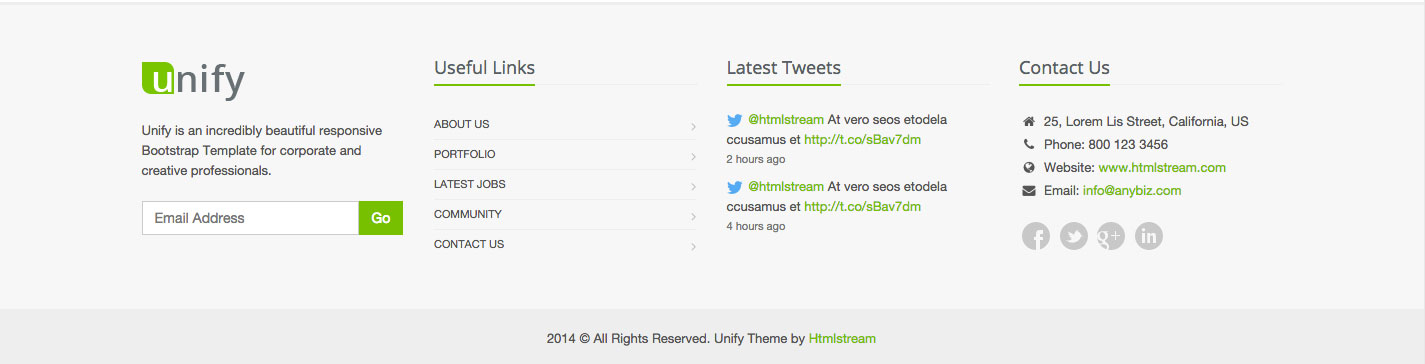 unify
Unify is an incredibly beautiful responsive
Bootstrap Template for corporate and
creative professionals.
Email Address
Go
Useful Links
ABOUT US
PORTFOLIO
LATEST JOBS
COMMUNITY
CONTACT US
Latest Tweets
@htmlstream At vero seos etodela
ccusamus et http://t.co/sBav7dm
2 hours ago
@htmlstream At vero seos etodela
ccusamus et http://t.co/sBav7dm
4 hours ago
Contact Us
25, Lorem Lis Street, California, US
Phone: 800 123 3456
Website: www.htmlstream.com
Email: info@anybiz.com
f g+ in
2014 © All Rights Reserved. Unify Theme by Htmlstream